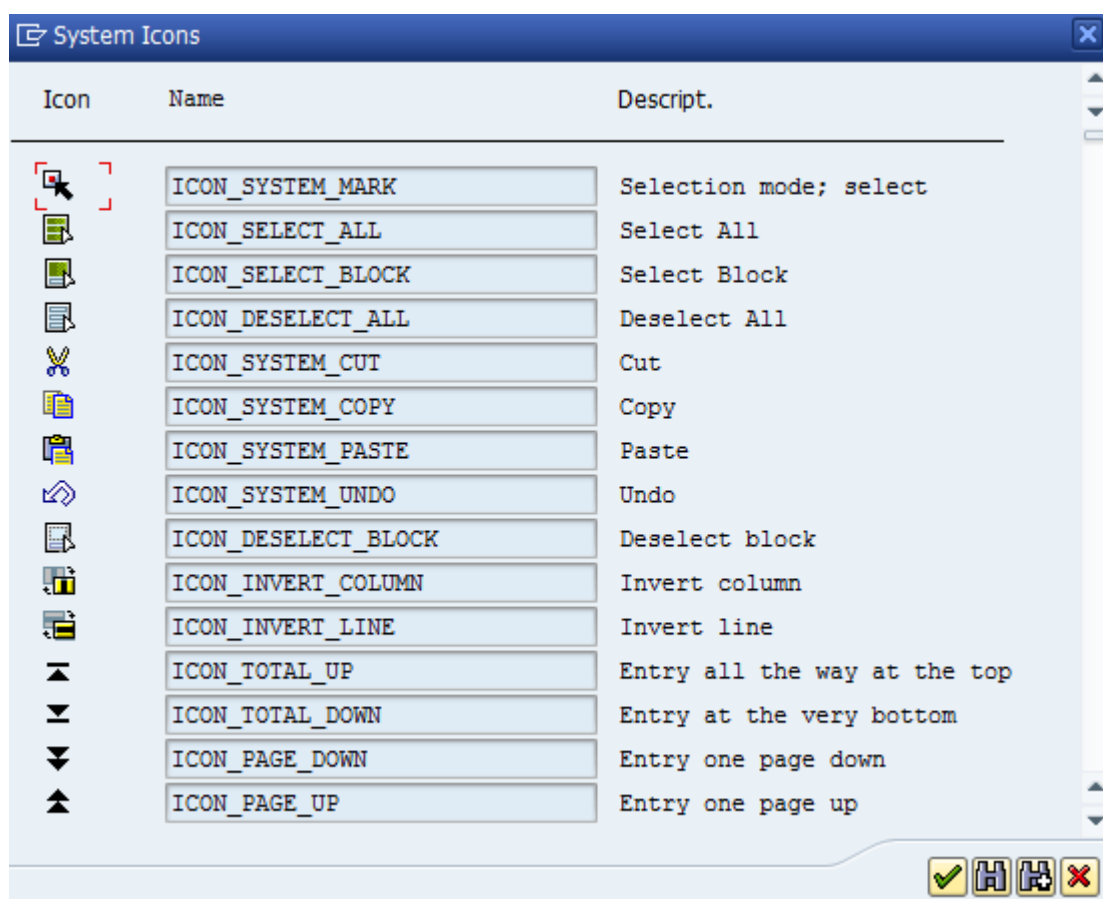 System Icons
Icon Name Descript.
ICON_SYSTEM_MARK Selection mode; select
ICON_SELECT_ALL Select All
ICON_SELECT_BLOCK Select Block
ICON_DESELECT_ALL Deselect All
ICON_SYSTEM_CUT Cut
ICON_SYSTEM_COPY Copy
ICON_SYSTEM_PASTE Paste
ICON_SYSTEM_UNDO Undo
ICON_DESELECT_BLOCK Deselect block
ICON_INVERT_COLUMN Invert column
ICON_INVERT_LINE Invert line
ICON_TOTAL_UP Entry all the way at the top
ICON_TOTAL_DOWN Entry at the very bottom
ICON_PAGE_DOWN Entry one page down
ICON_PAGE_UP Entry one page up